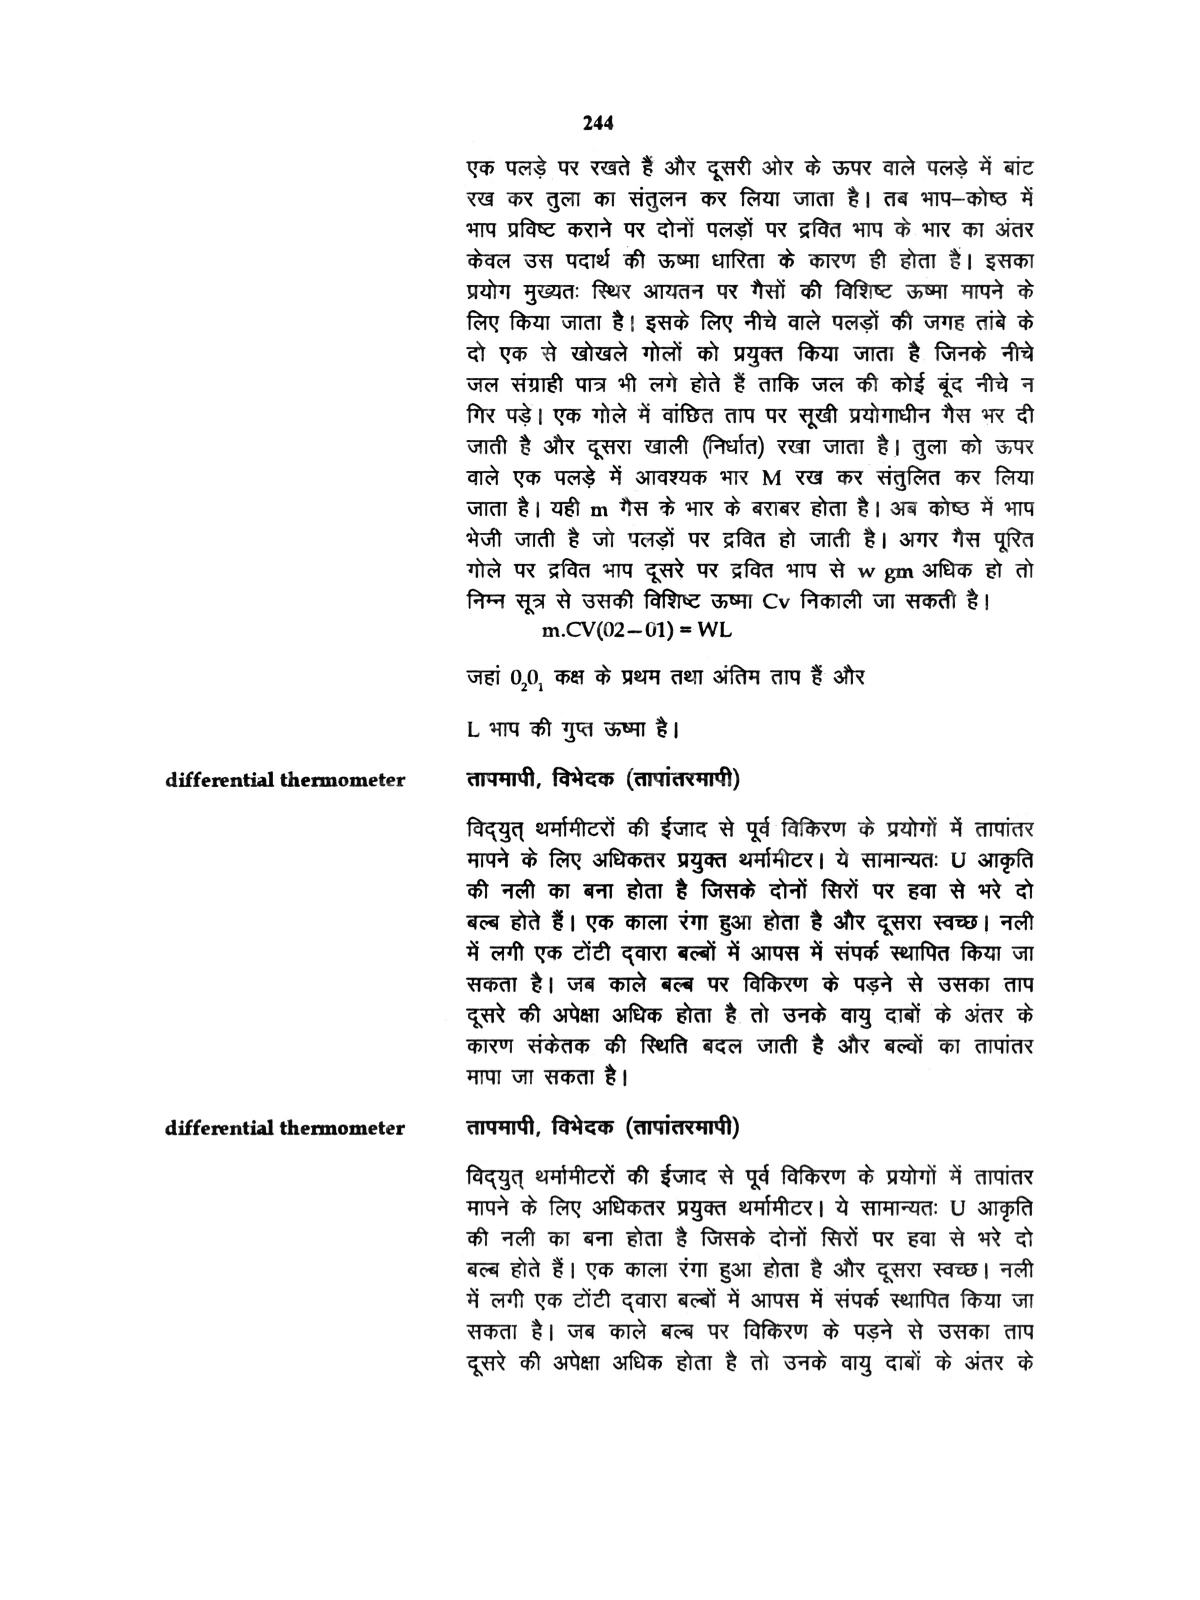 244
एक पलड़े पर रखते हैं और दूसरी ओर के ऊपर वाले पलड़े में बांट
रख कर तुला का संतुलन कर लिया जाता है। तब भाप–कोष्ठ में
भाप प्रविष्ट कराने पर दोनों पलड़ों पर द्रवित भाप के भार का अंतर
केवल उस पदार्थ की ऊष्मा धारिता के कारण ही होता है। इसका
प्रयोग मुख्यतः स्थिर आयतन पर गैसों की विशिष्ट ऊष्मा मापने के
लिए किया जाता है। इसके लिए नीचे वाले पलड़ों की जगह तांबे के
दो एक से खोखले गोलों को प्रयुक्त किया जाता है जिनके नीचे
जल संग्राही पात्र भी लगे होते हैं ताकि जल की कोई बूंद नीचे न
गिर पड़े। एक गोले में वांछित ताप पर सूखी प्रयोगाधीन गैस भर दी
जाती है और दूसरा खाली (निर्धात) रखा जाता है। तुला को ऊपर
वाले एक पलड़े में आवश्यक भार M रख कर संतुलित कर लिया
जाता है। यही m गैस के भार के बराबर होता है। अब कोष्ठ में भाप
भेजी जाती है जो पलड़ों पर द्रवित हो जाती है। अगर गैस पूरित
गोले पर द्रवित भाप दूसरे पर द्रवित भाप से w gm अधिक हो तो
निम्न सूत्र से उसकी विशिष्ट ऊष्मा Cv निकाली जा सकती है।
m.CV(02–01) = WL
जहां 0₂0₁ कक्ष के प्रथम तथा अंतिम ताप हैं और
L भाप की गुप्त ऊष्मा है।
differential thermometer तापमापी, विभेदक (तापांतरमापी)
विद्‌युत् थर्मामीटरों की ईजाद से पूर्व विकिरण के प्रयोगों में तापांतर
मापने के लिए अधिकतर प्रयुक्त थर्मामीटर। ये सामान्यतः U आकृति
की नली का बना होता है जिसके दोनों सिरों पर हवा से भरे दो
बल्ब होते हैं। एक काला रंगा हुआ होता है और दूसरा स्वच्छ। नली
में लगी एक टोंटी द्‌वारा बल्बों में आपस में संपर्क स्थापित किया जा
सकता है। जब काले बल्ब पर विकिरण के पड़ने से उसका ताप
दूसरे की अपेक्षा अधिक होता है तो उनके वायु दाबों के अंतर के
कारण संकेतक की स्थिति बदल जाती है और बल्वों का तापांतर
मापा जा सकता है।
differential thermometer तापमापी, विभेदक (तापांतरमापी)
विद्‌युत् थर्मामीटरों की ईजाद से पूर्व विकिरण के प्रयोगों में तापांतर
मापने के लिए अधिकतर प्रयुक्त थर्मामीटर। ये सामान्यतः U आकृति
की नली का बना होता है जिसके दोनों सिरों पर हवा से भरे दो
बल्ब होते हैं। एक काला रंगा हुआ होता है और दूसरा स्वच्छ। नली
में लगी एक टोंटी द्‌वारा बल्बों में आपस में संपर्क स्थापित किया जा
सकता है। जब काले बल्ब पर विकिरण के पड़ने से उसका ताप
दूसरे की अपेक्षा अधिक होता है तो उनके वायु दाबों के अंतर के